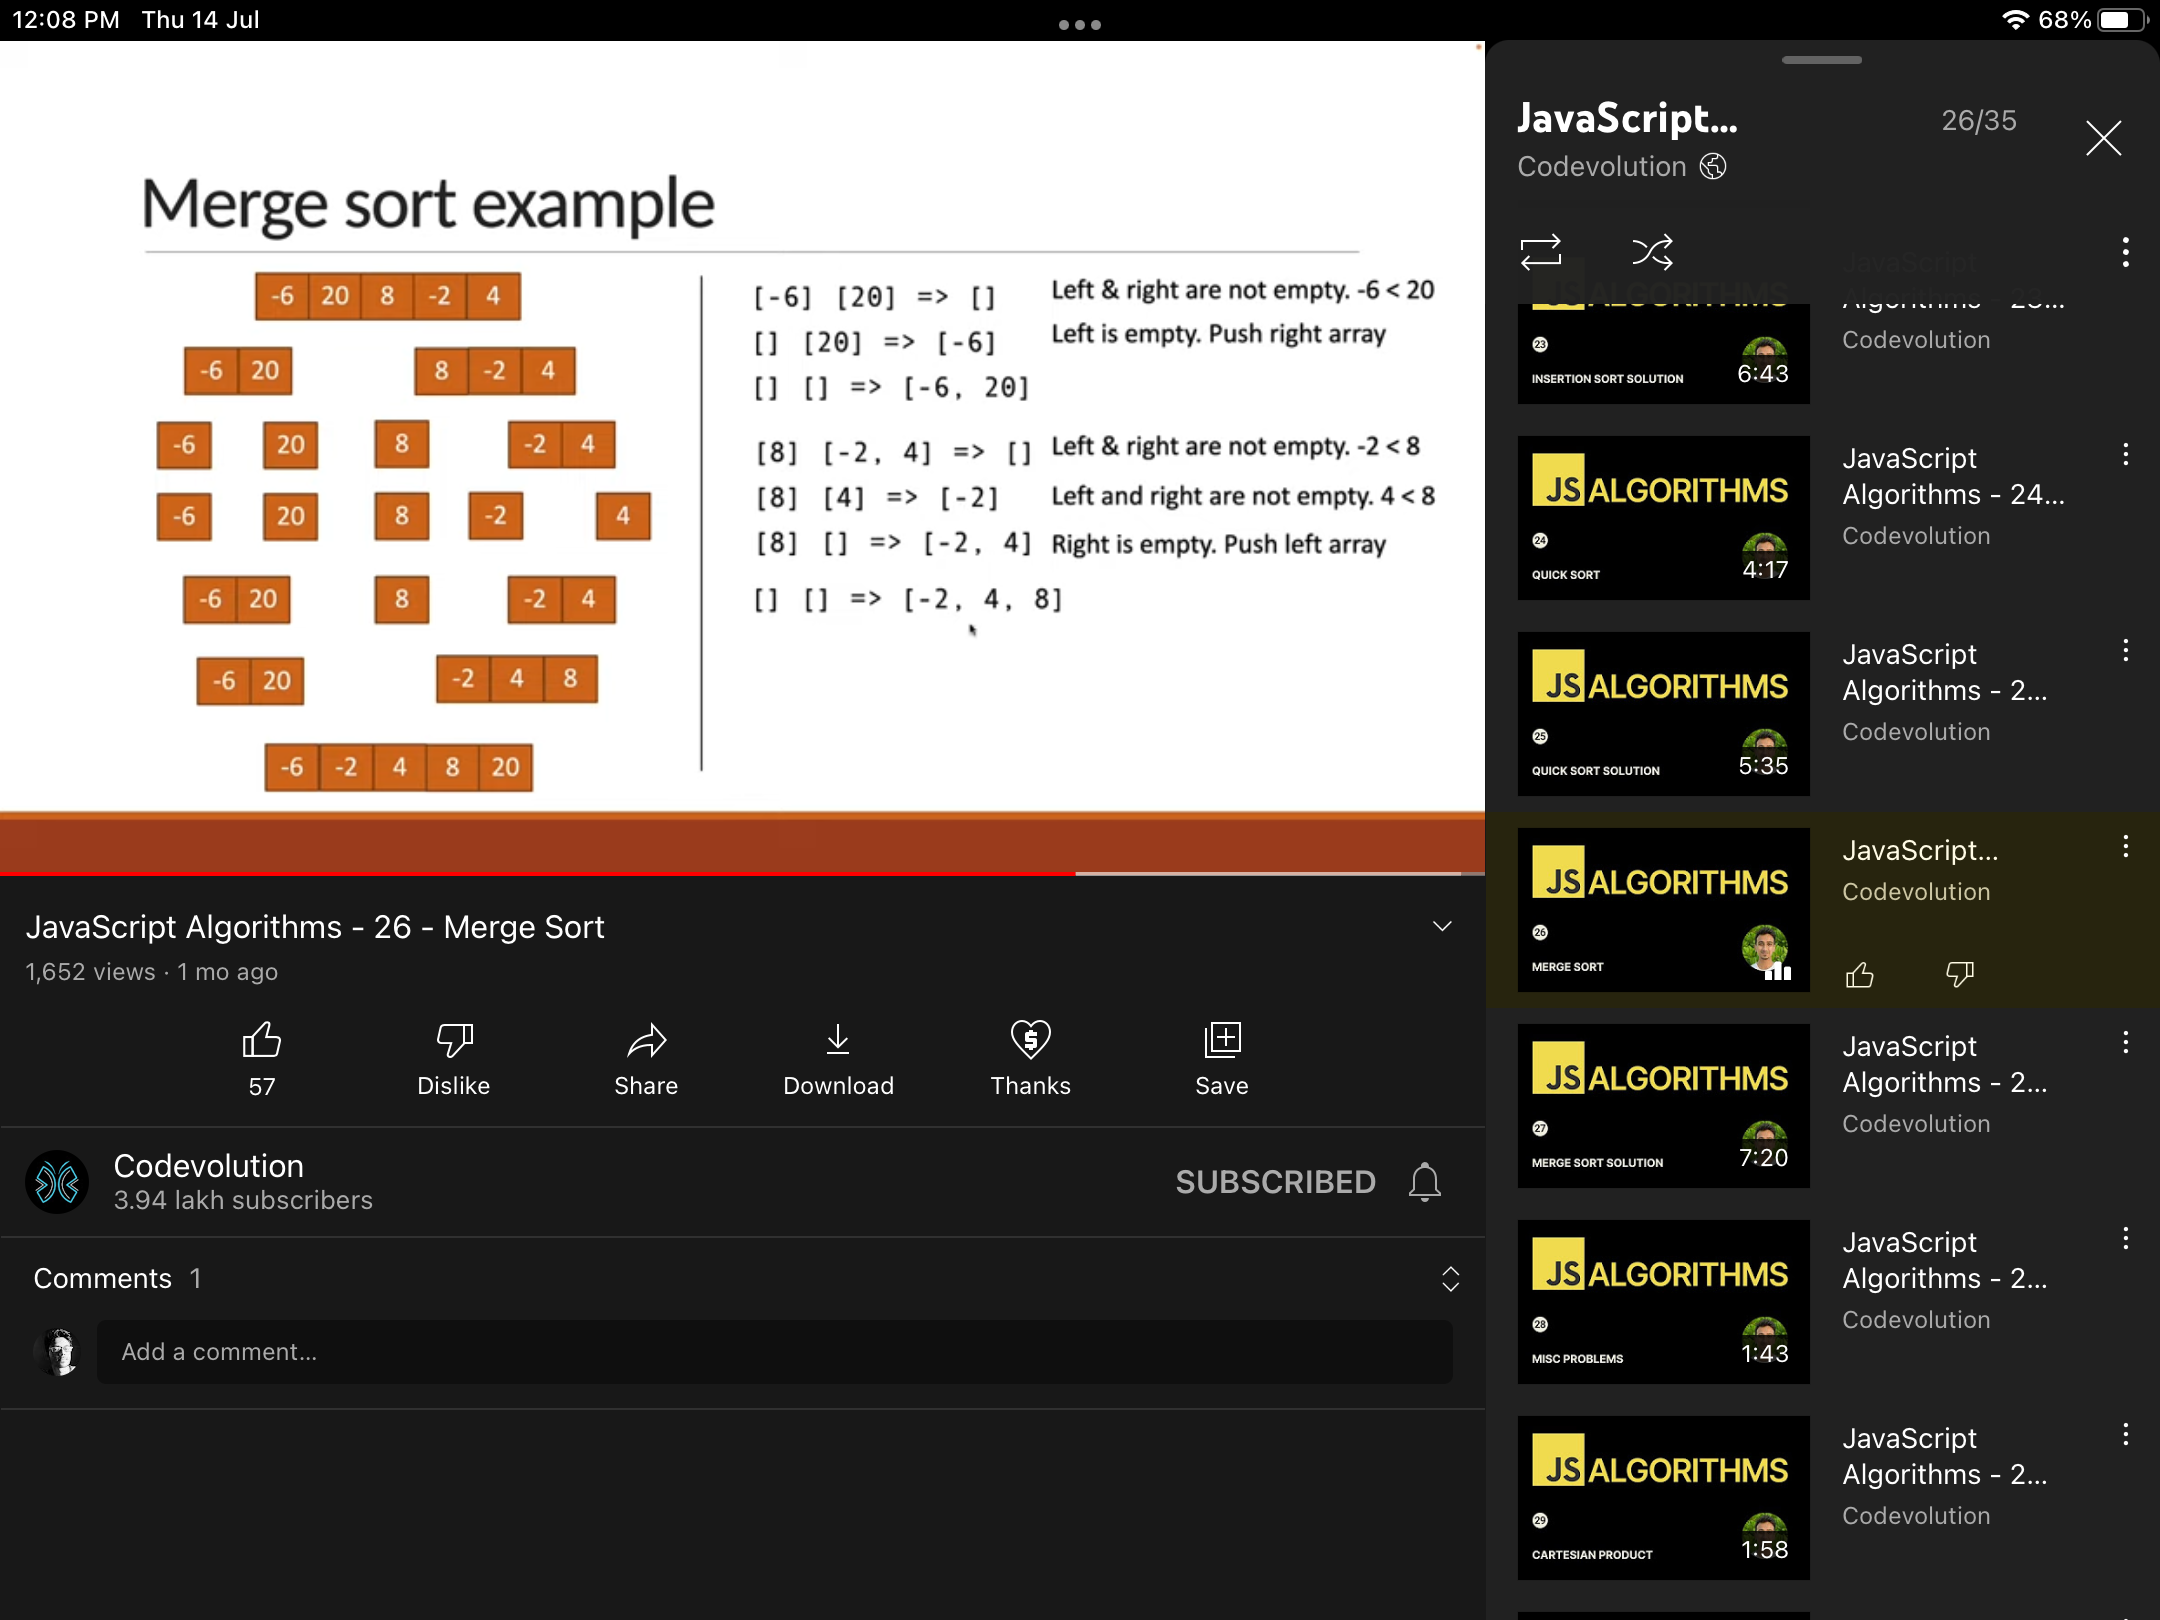 12:08 PM Thu 14 Jul
68%
Merge sort example
-6 20 8 -2 4
-6 20 8 -2 4
-6 20 8 -2 4
-6 20 8 -2 4
-6 20 8 -2 4
-6 20 -2 4 8
-6 -2 4 8 20
[-6] [20] => [] Left & right are not empty. -6 < 20
[] [20] => [-6] Left is empty. Push right array
[] [] => [-6, 20]
[8] [-2, 4] => [] Left & right are not empty. -2 < 8
[8] [4] => [-2] Left and right are not empty. 4 < 8
[8] [] => [-2, 4] Right is empty. Push left array
[] [] => [-2, 4, 8]
JavaScript Algorithms - 26 - Merge Sort
1,652 views · 1 mo ago
57 Dislike Share Download Thanks Save
Codevolution
3.94 lakh subscribers
SUBSCRIBED
Comments 1
Add a comment...
JavaScript... 26/35
Codevolution
JS ALGORITHMS
23
INSERTION SORT SOLUTION
6:43
JavaScript
Algorithms - 23...
Codevolution
JS ALGORITHMS
24
QUICK SORT
4:17
JavaScript
Algorithms - 24...
Codevolution
JS ALGORITHMS
25
QUICK SORT SOLUTION
5:35
JavaScript
Algorithms - 2...
Codevolution
JS ALGORITHMS
26
MERGE SORT
JavaScript...
Codevolution
JS ALGORITHMS
27
MERGE SORT SOLUTION
7:20
JavaScript
Algorithms - 2...
Codevolution
JS ALGORITHMS
28
MISC PROBLEMS
1:43
JavaScript
Algorithms - 2...
Codevolution
JS ALGORITHMS
29
CARTESIAN PRODUCT
1:58
JavaScript
Algorithms - 2...
Codevolution